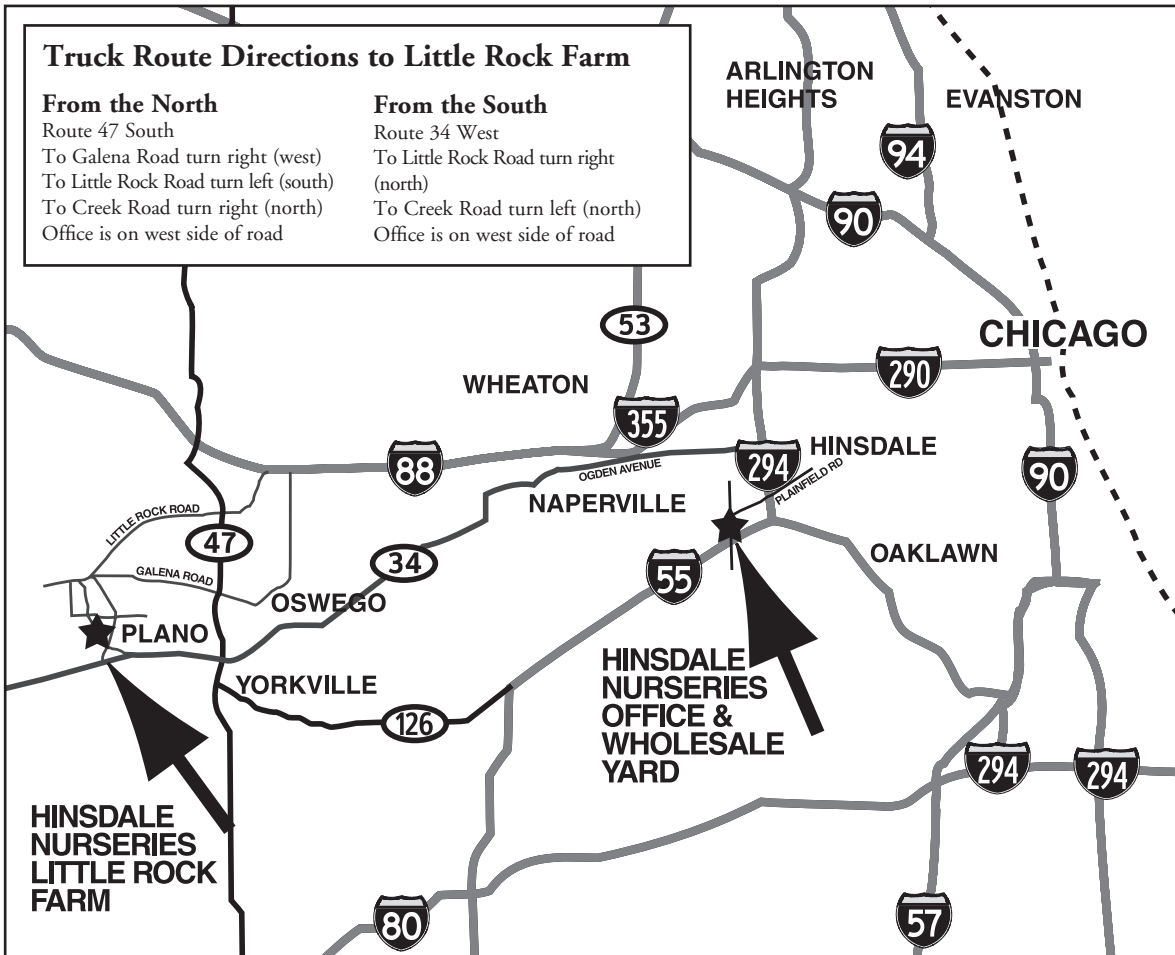 Truck Route Directions to Little Rock Farm
From the North
Route 47 South
To Galena Road turn right (west)
To Little Rock Road turn left (south)
To Creek Road turn right (north)
Office is on west side of road
From the South
Route 34 West
To Little Rock Road turn right
(north)
To Creek Road turn left (north)
Office is on west side of road
ARLINGTON
HEIGHTS
EVANSTON
94
90
53
CHICAGO
WHEATON
290
355
88
OGDEN AVENUE
294
HINSDALE
PLAINFIELD RD
90
NAPERVILLE
LITTLE ROCK ROAD
47
34
55
OAKLAWN
GALENA ROAD
OSWEGO
PLANO
YORKVILLE
126
HINSDALE
NURSERIES
OFFICE &
WHOLESALE
YARD
294
294
HINSDALE
NURSERIES
LITTLE ROCK
FARM
80
57